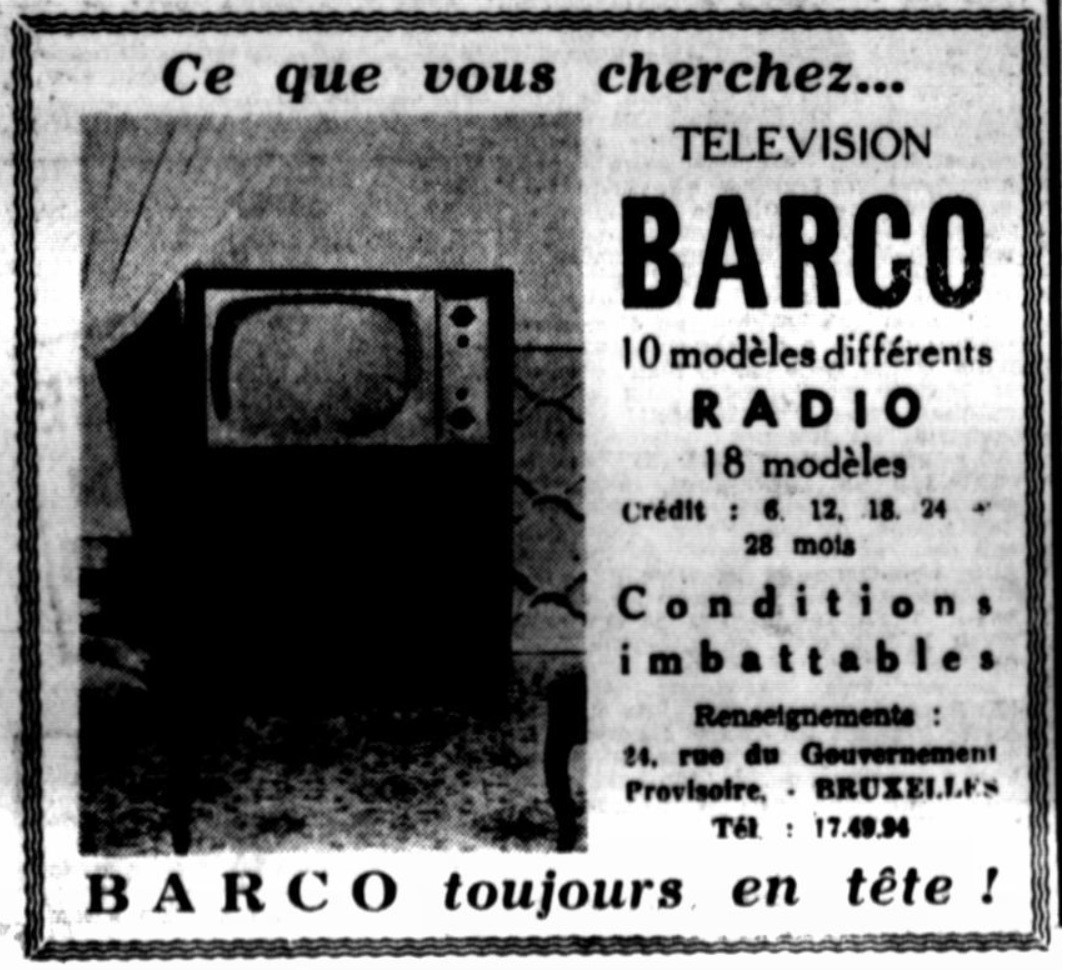 Ce que vous cherchez...
TELEVISION
BARCO
10 modèles différents
RADIO
18 modèles
Crédit : 6. 12, 18. 24
28 mois
Conditions
imbattables
Renseignements :
24, rue du Gouvernement
Provisoire, - BRUXELLES
Tél. : 17.49.94
BARCO toujours en tête !